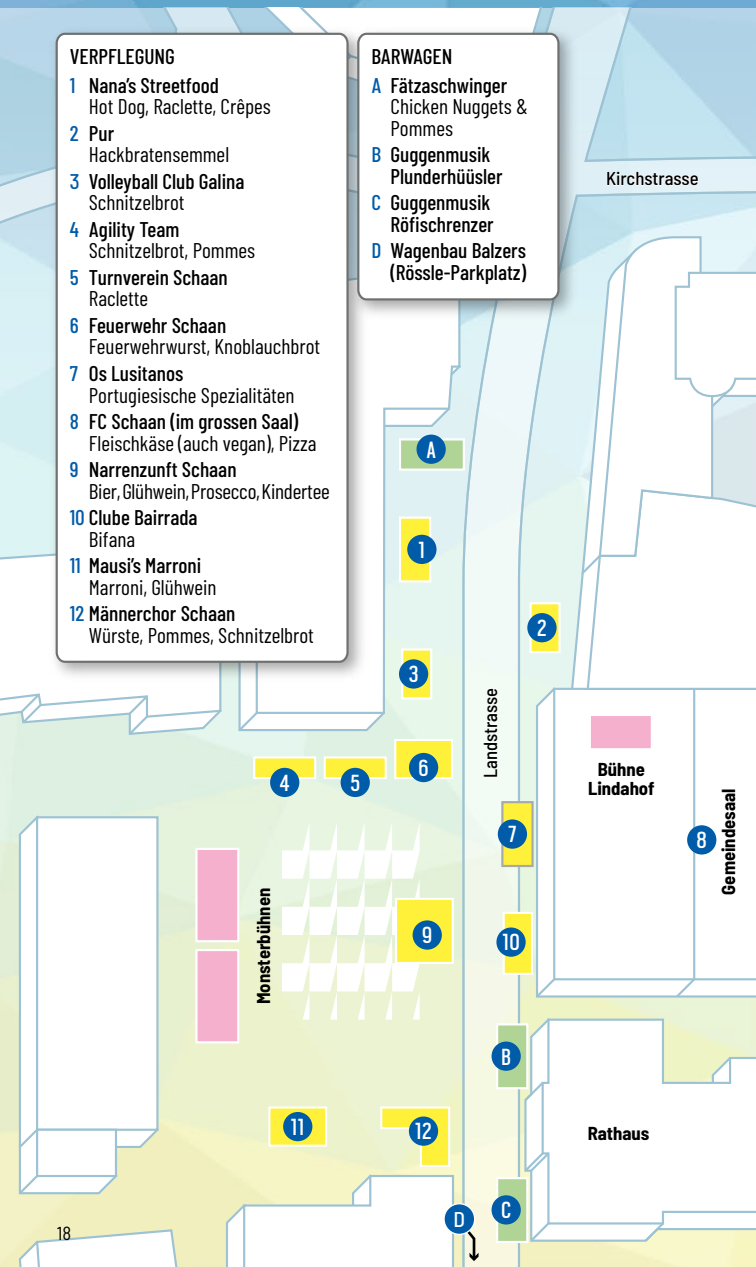 VERPFLEGUNG
1 Nana's Streetfood
Hot Dog, Raclette, Crêpes
2 Pur
Hackbratensemmel
3 Volleyball Club Galina
Schnitzelbrot
4 Agility Team
Schnitzelbrot, Pommes
5 Turnverein Schaan
Raclette
6 Feuerwehr Schaan
Feuerwehrwurst, Knoblauchbrot
7 Os Lusitanos
Portugiesische Spezialitäten
8 FC Schaan (im grossen Saal)
Fleischkäse (auch vegan), Pizza
9 Narrenzunft Schaan
Bier, Glühwein, Prosecco, Kindertee
10 Clube Bairrada
Bifana
11 Mausi's Marroni
Marroni, Glühwein
12 Männerchor Schaan
Würste, Pommes, Schnitzelbrot
BARWAGEN
A Fätzaschwinger
Chicken Nuggets &
Pommes
B Guggenmusik
Plunderhüüsler
C Guggenmusik
Röfischrenzer
D Wagenbau Balzers
(Rössle-Parkplatz)
Kirchstrasse
A
1
2
3
Landstrasse
6
4
5
Bühne
Lindahof
7
8
Gemeindesaal
Monsterbühnen
9
10
B
11
12
Rathaus
C
D
18